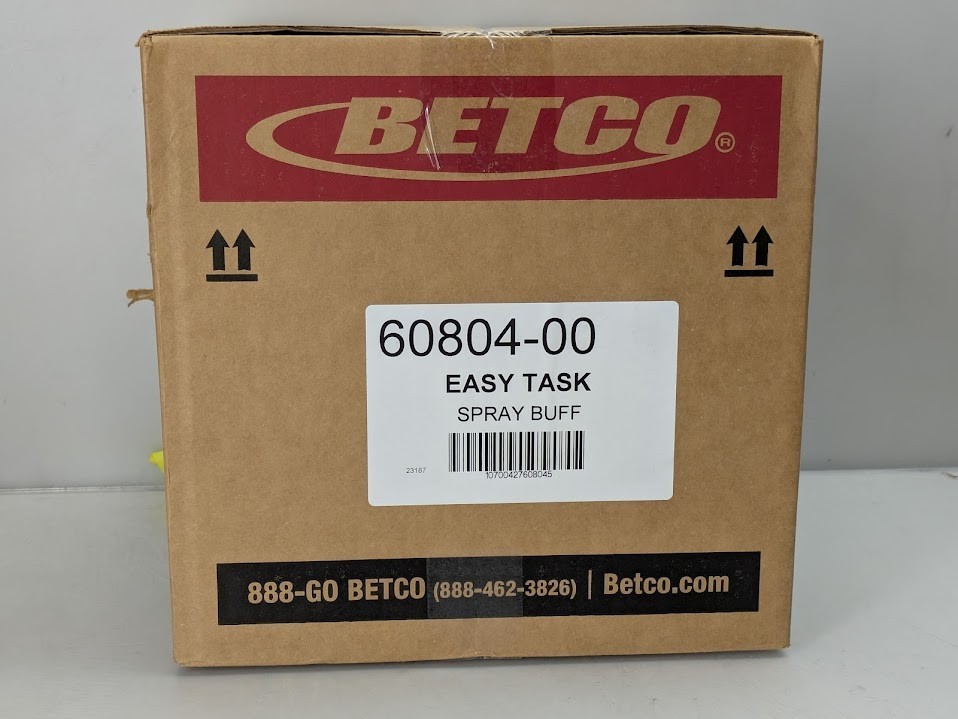 BETCO®
60804-00
EASY TASK
SPRAY BUFF
23187
10700427608045
888-GO BETCO (888-462-3826) | Betco.com